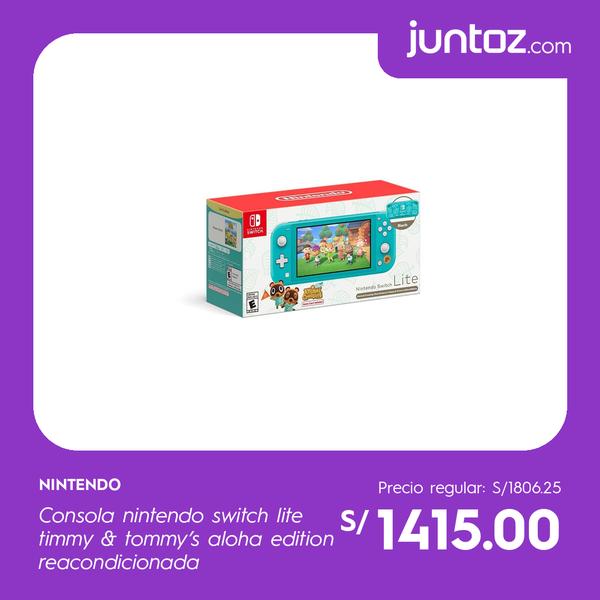 juntoz.com
Nintendo
NINTENDO
SWITCH
Nintendo Switch Lite
E
NINTENDO
Precio regular: S/1806.25
Consola nintendo switch lite
timmy & tommy's aloha edition
reacondicionada
S/1415.00